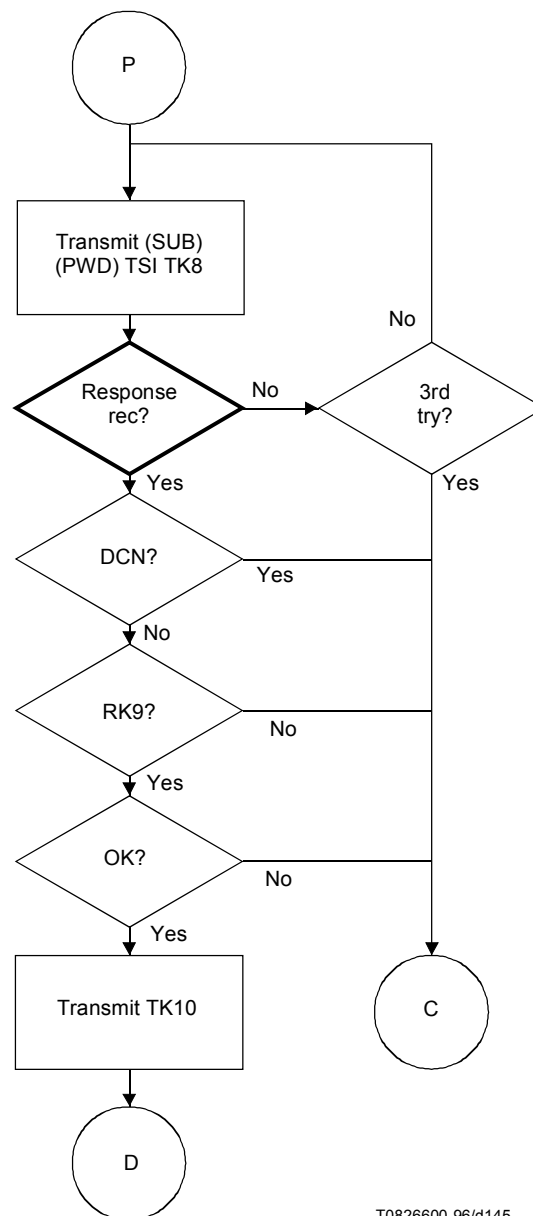 P
Transmit (SUB)
(PWD) TSI TK8
No
Response
rec?
No
3rd
try?
Yes
Yes
DCN?
Yes
No
RK9?
No
Yes
OK?
No
Yes
Transmit TK10
C
D
T0826600-96/d145